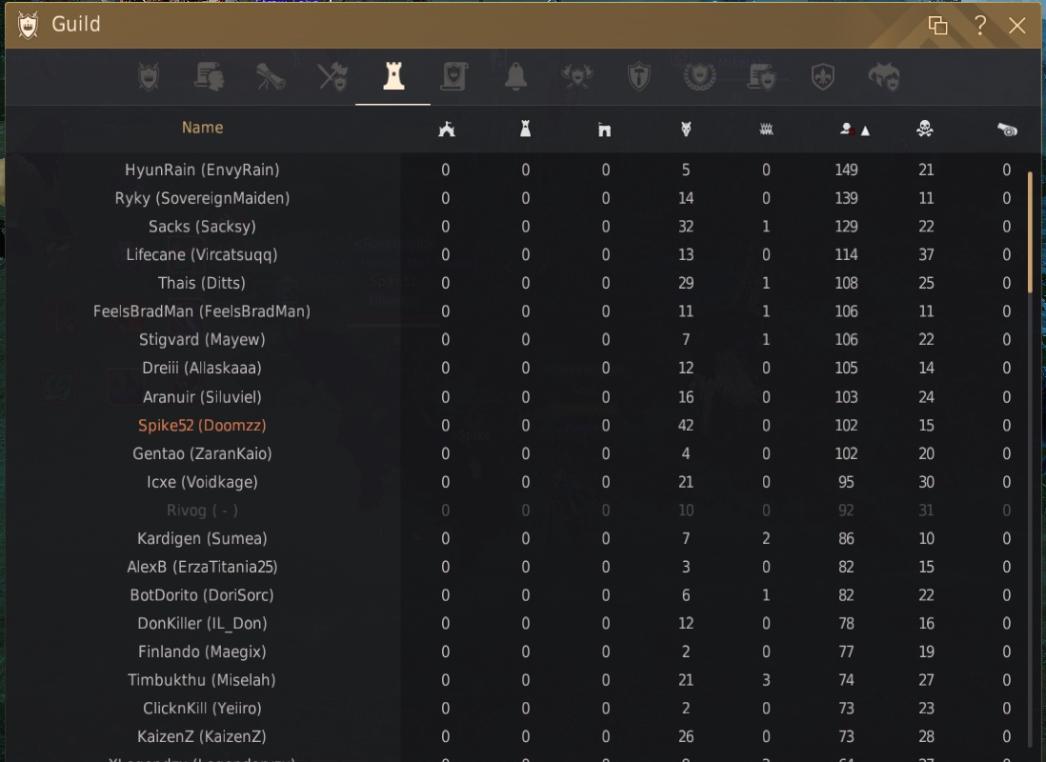 Guild
Name
HyunRain (EnvyRain) 0 0 0 5 0 149 21 0
Ryky (SovereignMaiden) 0 0 0 14 0 139 11 0
Sacks (Sacksy) 0 0 0 32 1 129 22 0
Lifecane (Vircatsuqq) 0 0 0 13 0 114 37 0
Thais (Ditts) 0 0 0 29 1 108 25 0
FeelsBradMan (FeelsBradMan) 0 0 0 11 1 106 11 0
Stigvard (Mayew) 0 0 0 7 1 106 22 0
Dreiii (Allaskaaa) 0 0 0 12 0 105 14 0
Aranuir (Siluviel) 0 0 0 16 0 103 24 0
Spike52 (Doomzz) 0 0 0 42 0 102 15 0
Gentao (ZaranKaio) 0 0 0 4 0 102 20 0
Icxe (Voidkage) 0 0 0 21 0 95 30 0
Rivog ( - ) 0 0 0 10 0 92 31 0
Kardigen (Sumea) 0 0 0 7 2 86 10 0
AlexB (ErzaTitania25) 0 0 0 3 0 82 15 0
BotDorito (DoriSorc) 0 0 0 6 1 82 22 0
DonKiller (IL_Don) 0 0 0 12 0 78 16 0
Finlando (Maegix) 0 0 0 2 0 77 19 0
Timbukthu (Miselah) 0 0 0 21 3 74 27 0
ClicknKill (Yeiiro) 0 0 0 2 0 73 23 0
KaizenZ (KaizenZ) 0 0 0 26 0 73 28 0